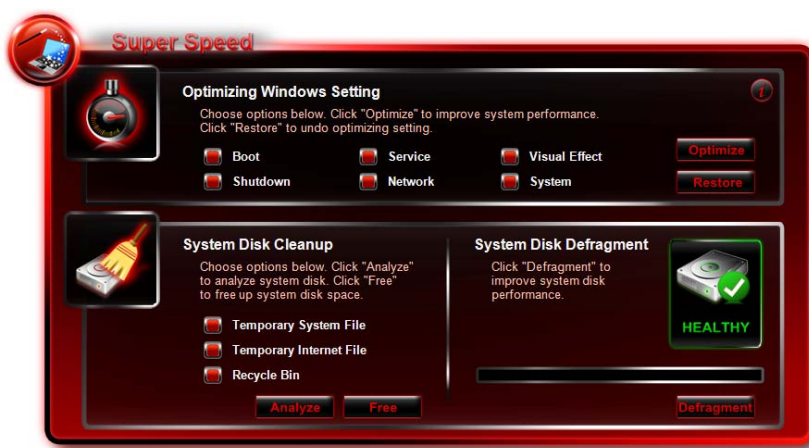 Super Speed
Optimizing Windows Setting
Choose options below. Click "Optimize" to improve system performance.
Click "Restore" to undo optimizing setting.
Boot
Service
Visual Effect
Optimize
Shutdown
Network
System
Restore
System Disk Cleanup
Choose options below. Click "Analyze"
to analyze system disk. Click "Free"
to free up system disk space.
Temporary System File
Temporary Internet File
Recycle Bin
Analyze
Free
System Disk Defragment
Click "Defragment" to
improve system disk
performance.
HEALTHY
Defragment